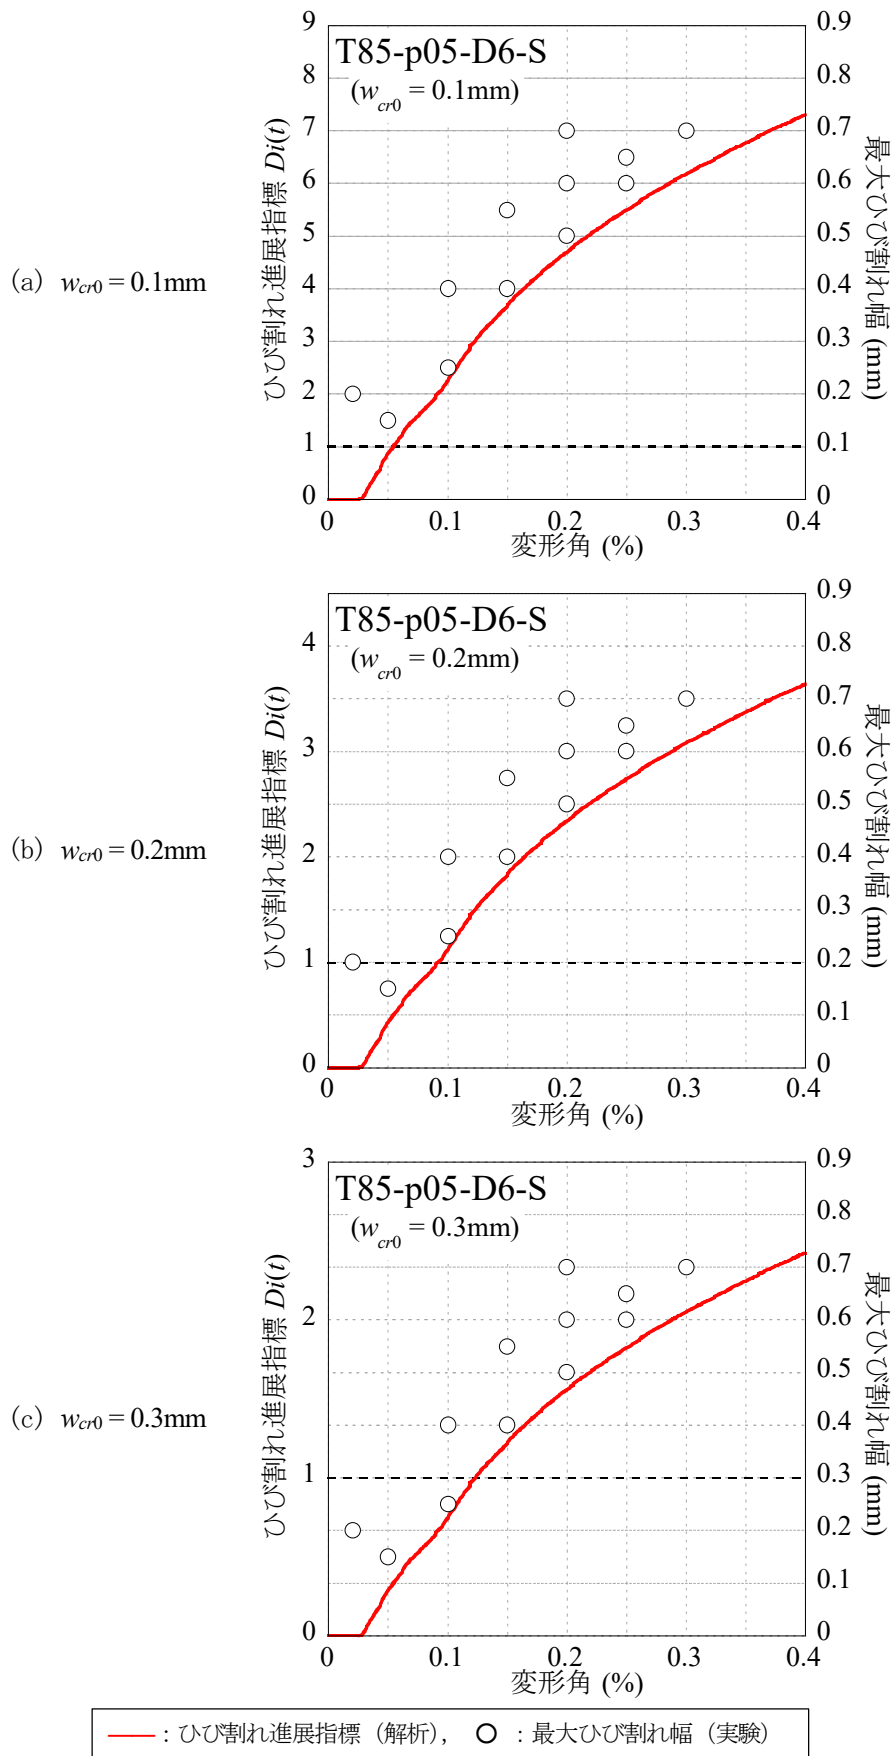 (a) wcr0 = 0.1mm
T85-p05-D6-S
(wcr0 = 0.1mm)
ひび割れ進展指標 Di(t)
9
8
7
6
5
4
3
2
1
0
0.9
0.8
0.7
0.6
0.5
0.4
0.3
0.2
0.1
0
最大ひび割れ幅 (mm)
0 0.1 0.2 0.3 0.4
変形角 (%)
(b) wcr0 = 0.2mm
T85-p05-D6-S
(wcr0 = 0.2mm)
ひび割れ進展指標 Di(t)
4
3
2
1
0
0.9
0.8
0.7
0.6
0.5
0.4
0.3
0.2
0.1
0
最大ひび割れ幅 (mm)
0 0.1 0.2 0.3 0.4
変形角 (%)
(c) wcr0 = 0.3mm
T85-p05-D6-S
(wcr0 = 0.3mm)
ひび割れ進展指標 Di(t)
3
2
1
0
0.9
0.8
0.7
0.6
0.5
0.4
0.3
0.2
0.1
0
最大ひび割れ幅 (mm)
0 0.1 0.2 0.3 0.4
変形角 (%)
：ひび割れ進展指標（解析），○：最大ひび割れ幅（実験）